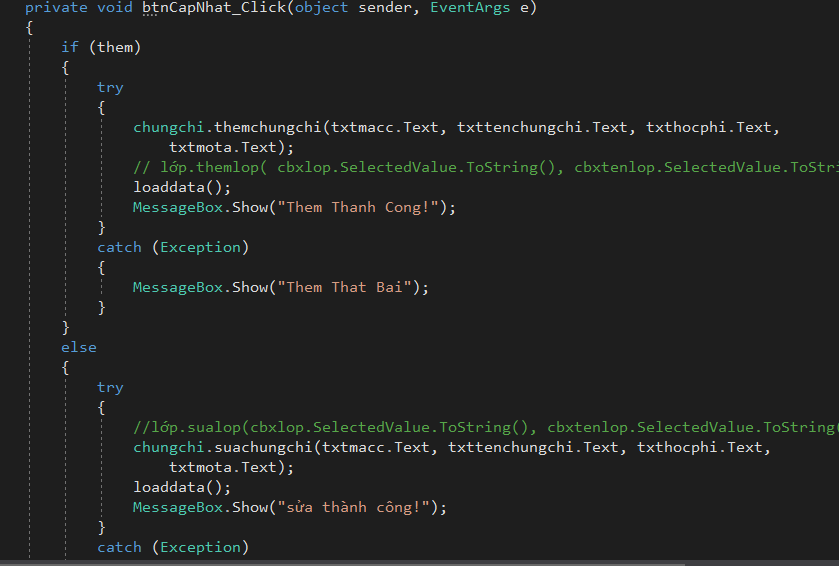 private void btnCapNhat_Click(object sender, EventArgs e)
{
if (them)
{
try
{
chungchi.themchungchi(txtmacc.Text, txttenchungchi.Text, txthocphi.Text,
txtmota.Text);
// lớp.themlop( cbxlop.SelectedValue.ToString(), cbxtenlop.SelectedValue.ToStri
loaddata();
MessageBox.Show("Them Thanh Cong!");
}
catch (Exception)
{
MessageBox.Show("Them That Bai");
}
}
else
{
try
{
//lớp.sualop(cbxlop.SelectedValue.ToString(), cbxtenlop.SelectedValue.ToString(
chungchi.suachungchi(txtmacc.Text, txttenchungchi.Text, txthocphi.Text,
txtmota.Text);
loaddata();
MessageBox.Show("sửa thành công!");
}
catch (Exception)